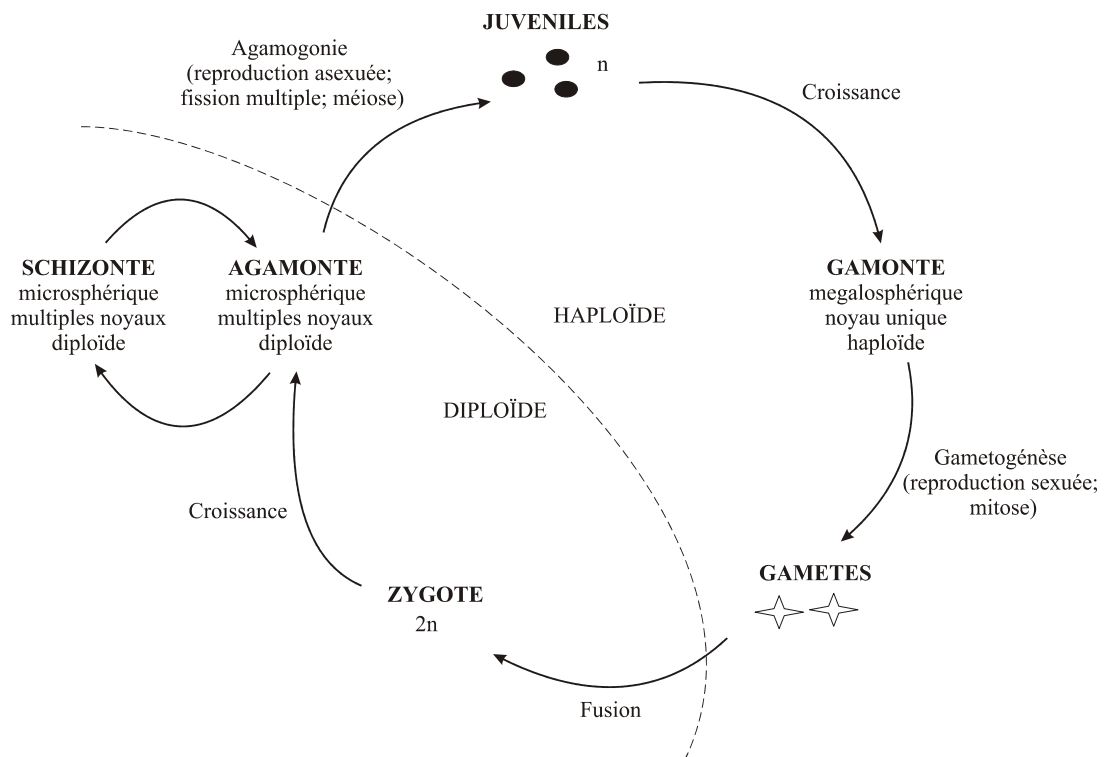 JUVENILES
n
Agamogonie
(reproduction asexuée;
fission multiple; méiose)
Croissance
SCHIZONTE
microsphérique
multiples noyaux
diploïde
AGAMONTE
microsphérique
multiples noyaux
diploïde
GAMONTE
megalosphérique
noyau unique
haploïde
HAPLOÏDE
DIPLOÏDE
Gametogénèse
(reproduction sexuée;
mitose)
Croissance
GAMETES
ZYGOTE
2n
Fusion